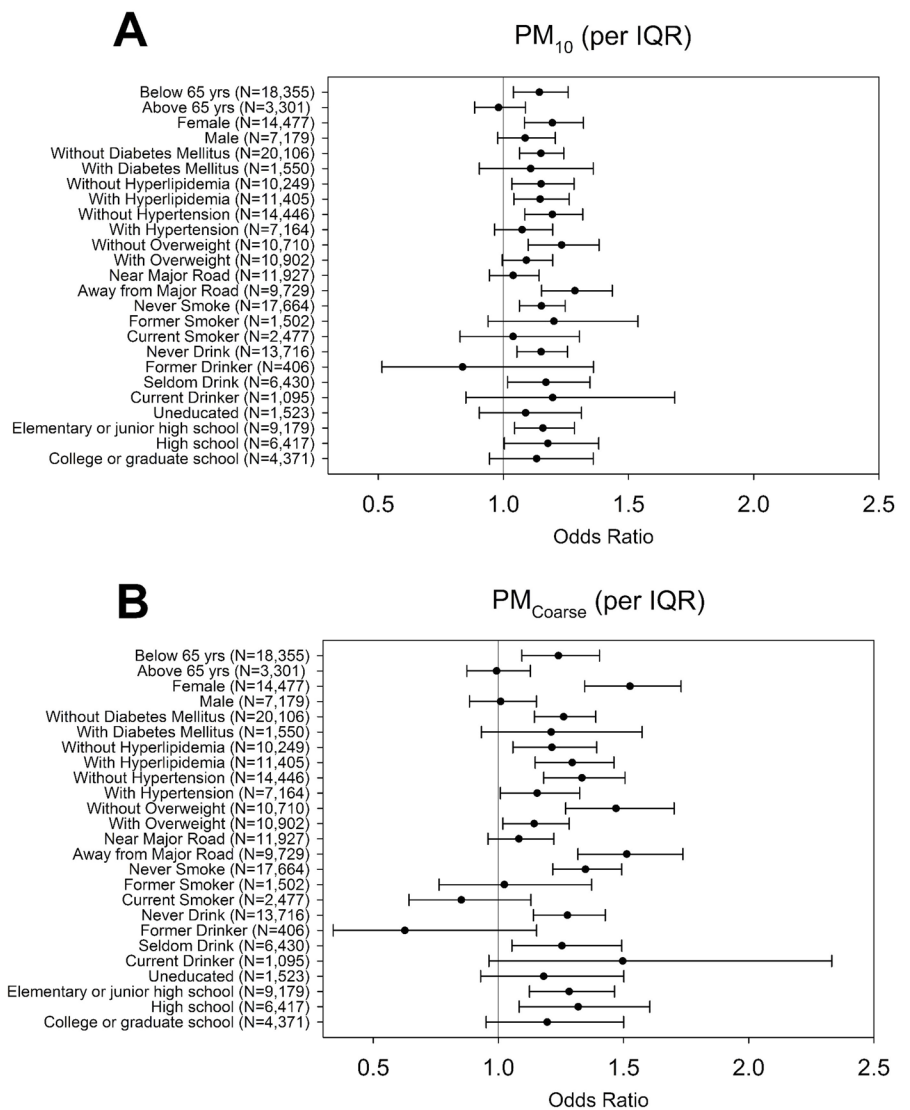 A
PM10 (per IQR)
Below 65 yrs (N=18,355)
Above 65 yrs (N=3,301)
Female (N=14,477)
Male (N=7,179)
Without Diabetes Mellitus (N=20,106)
With Diabetes Mellitus (N=1,550)
Without Hyperlipidemia (N=10,249)
With Hyperlipidemia (N=11,405)
Without Hypertension (N=14,446)
With Hypertension (N=7,164)
Without Overweight (N=10,710)
With Overweight (N=10,902)
Near Major Road (N=11,927)
Away from Major Road (N=9,729)
Never Smoke (N=17,664)
Former Smoker (N=1,502)
Current Smoker (N=2,477)
Never Drink (N=13,716)
Former Drinker (N=406)
Seldom Drink (N=6,430)
Current Drinker (N=1,095)
Uneducated (N=1,523)
Elementary or junior high school (N=9,179)
High school (N=6,417)
College or graduate school (N=4,371)
0.5 1.0 1.5 2.0 2.5
Odds Ratio
B
PMCoarse (per IQR)
Below 65 yrs (N=18,355)
Above 65 yrs (N=3,301)
Female (N=14,477)
Male (N=7,179)
Without Diabetes Mellitus (N=20,106)
With Diabetes Mellitus (N=1,550)
Without Hyperlipidemia (N=10,249)
With Hyperlipidemia (N=11,405)
Without Hypertension (N=14,446)
With Hypertension (N=7,164)
Without Overweight (N=10,710)
With Overweight (N=10,902)
Near Major Road (N=11,927)
Away from Major Road (N=9,729)
Never Smoke (N=17,664)
Former Smoker (N=1,502)
Current Smoker (N=2,477)
Never Drink (N=13,716)
Former Drinker (N=406)
Seldom Drink (N=6,430)
Current Drinker (N=1,095)
Uneducated (N=1,523)
Elementary or junior high school (N=9,179)
High school (N=6,417)
College or graduate school (N=4,371)
0.5 1.0 1.5 2.0 2.5
Odds Ratio